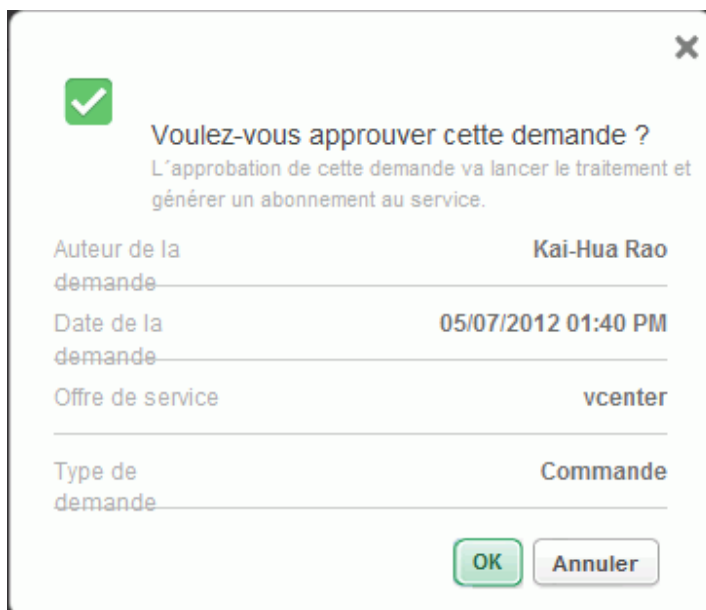 Voulez-vous approuver cette demande ?
L´approbation de cette demande va lancer le traitement et
générer un abonnement au service.
Auteur de la
demande
Kai-Hua Rao
Date de la
demande
05/07/2012 01:40 PM
Offre de service
vcenter
Type de
demande
Commande
OK
Annuler